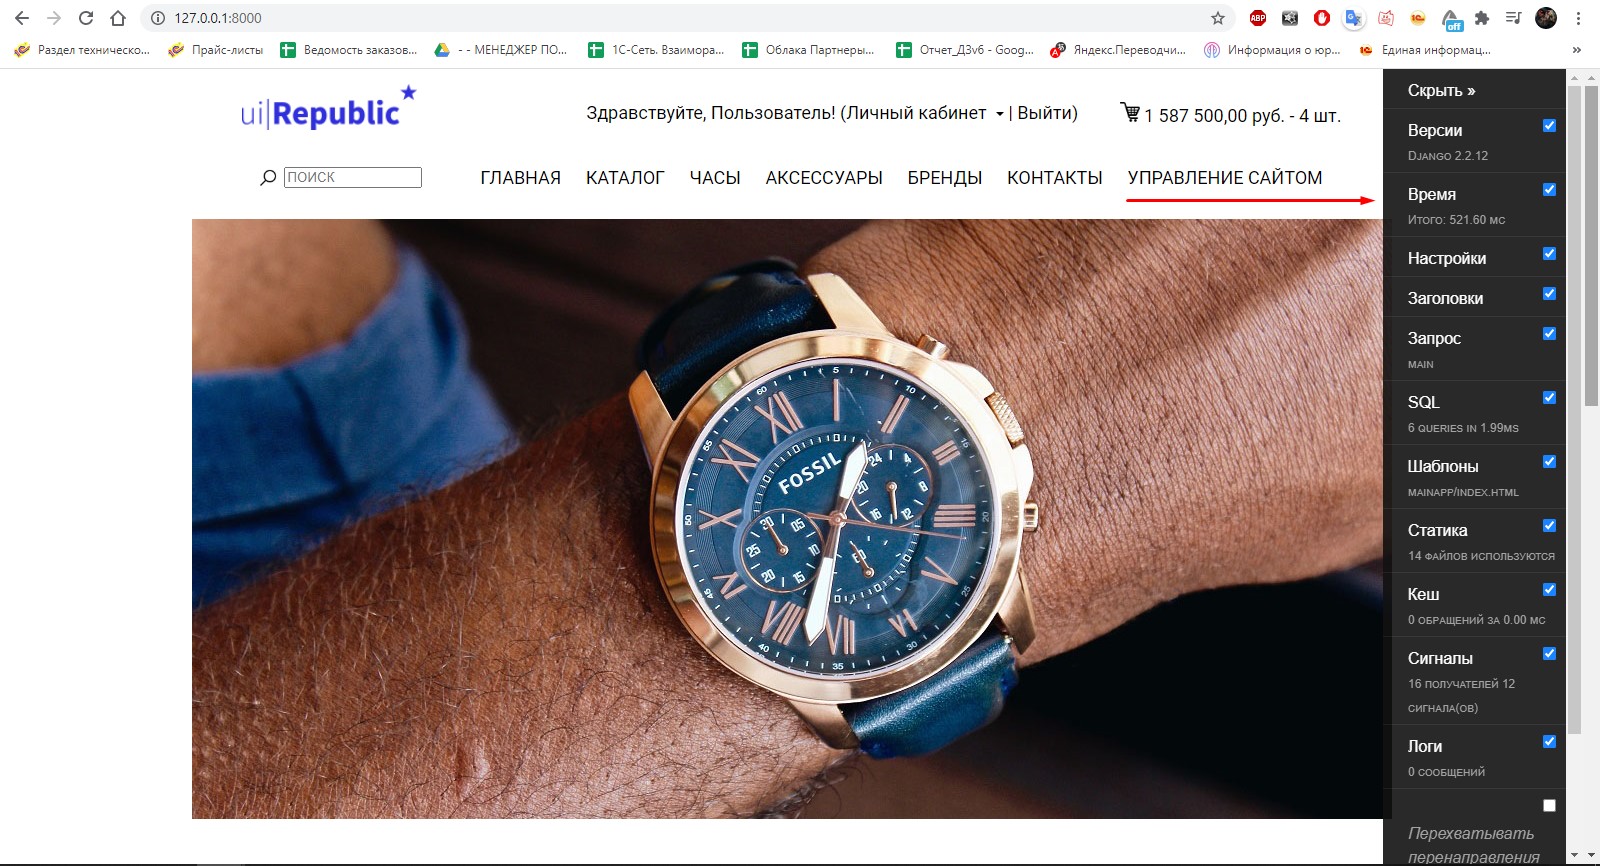 127.0.0.1:8000
ABP
off
Раздел техническо...
Прайс-листы
Ведомость заказов...
- - МЕНЕДЖЕР ПО...
1С-Сеть. Взаимора...
Облака Партнеры...
Отчет_ДЗv6 - Goog...
Яндекс.Переводчи...
Информация о юр...
Единая информац...
»
ui|Republic
Здравствуйте, Пользователь! (Личный кабинет | Выйти)
1 587 500,00 руб. - 4 шт.
ПОИСК
ГЛАВНАЯ
КАТАЛОГ
ЧАСЫ
АКСЕССУАРЫ
БРЕНДЫ
КОНТАКТЫ
УПРАВЛЕНИЕ САЙТОМ
FOSSIL
Скрыть »
Версии
Django 2.2.12
Время
Итого: 521.60 мс
Настройки
Заголовки
Запрос
main
SQL
6 queries in 1.99ms
Шаблоны
mainapp/index.html
Статика
14 файлов используются
Кеш
0 обращений за 0.00 мс
Сигналы
16 получателей 12
сигнала(ов)
Логи
0 сообщений
Перехватывать
перенаправления